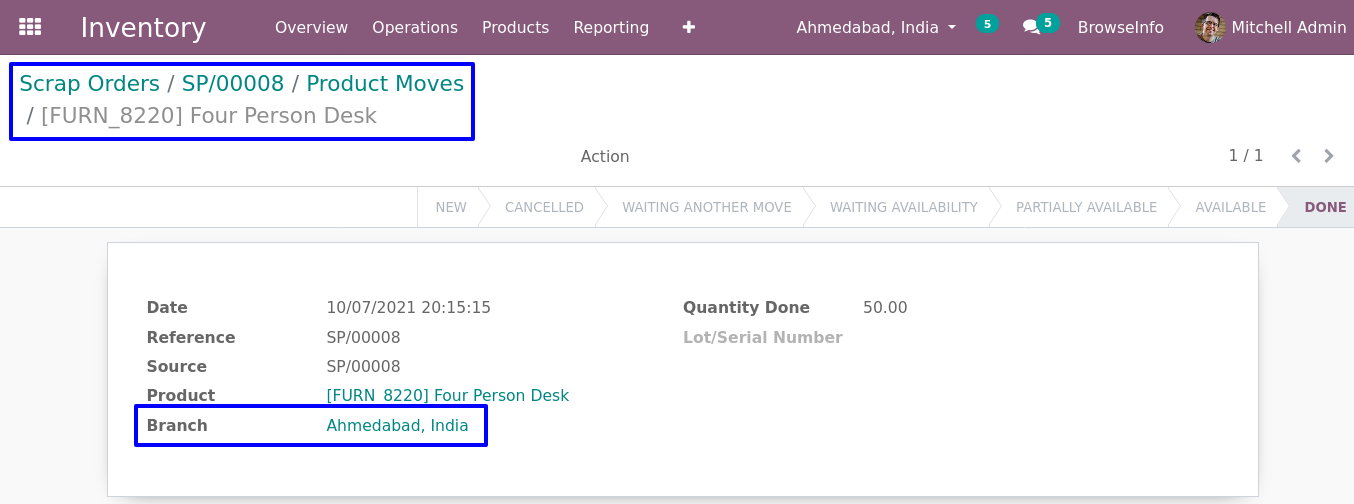 Inventory Overview Operations Products Reporting Ahmedabad, India 5 5 BrowseInfo Mitchell Admin
Scrap Orders / SP/00008 / Product Moves
/ [FURN_8220] Four Person Desk
Action 1 / 1
NEW CANCELLED WAITING ANOTHER MOVE WAITING AVAILABILITY PARTIALLY AVAILABLE AVAILABLE DONE
Date 10/07/2021 20:15:15 Quantity Done 50.00
Reference SP/00008 Lot/Serial Number
Source SP/00008
Product [FURN_8220] Four Person Desk
Branch Ahmedabad, India